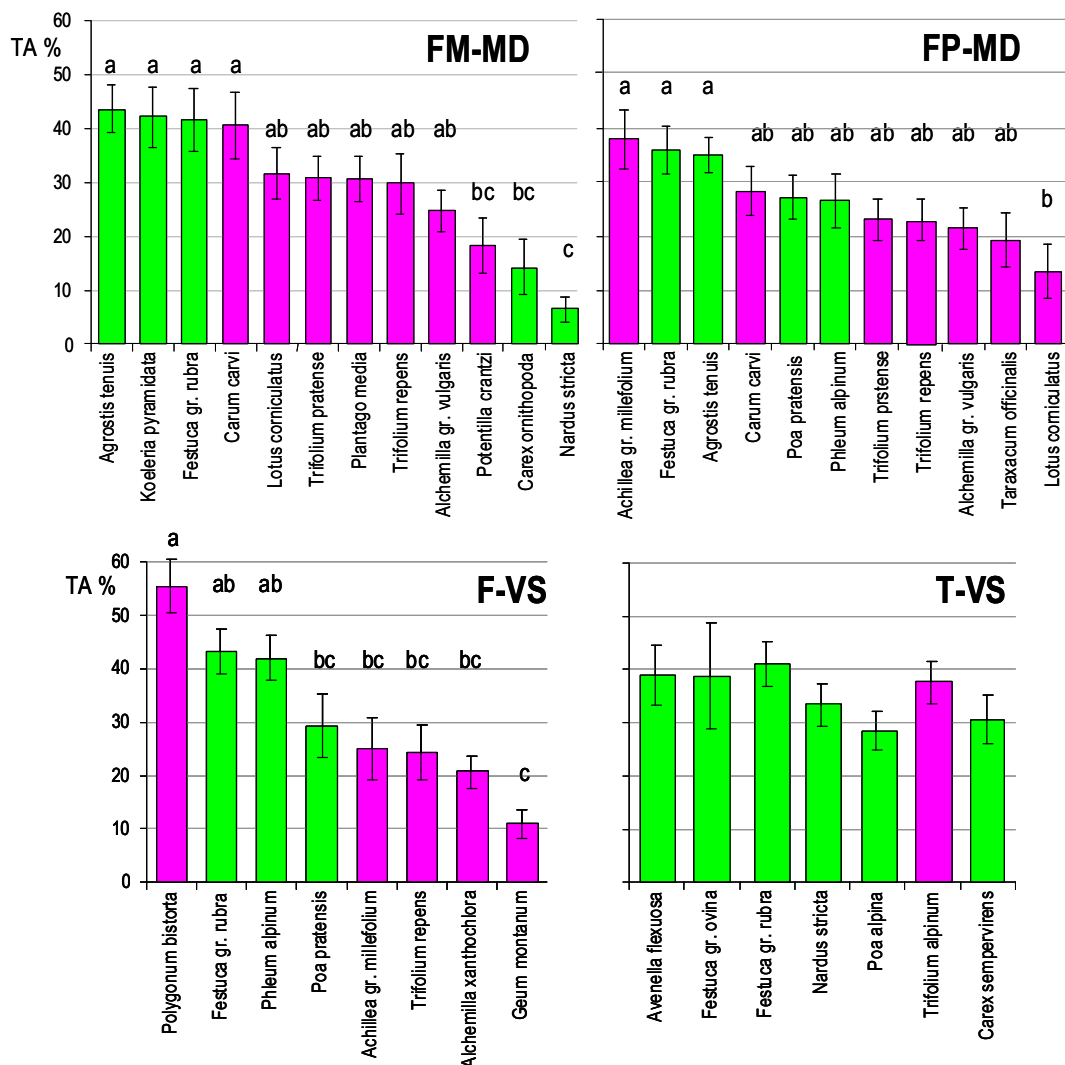 60
TA %
FM-MD
50
40
30
20
10
0
a
a
a
a
ab
ab
ab
ab
ab
bc
bc
c
Agrostis tenuis
Koeleria pyramidata
Festuca gr. rubra
Carum carvi
Lotus corniculatus
Trifolium pratense
Plantago media
Trifolium repens
Alchemilla gr. vulgaris
Potentilla crantzi
Carex ornithopoda
Nardus stricta
FP-MD
a
a
a
ab
ab
ab
ab
ab
ab
ab
b
Achillea gr. millefolium
Festuca gr. rubra
Agrostis tenuis
Carum carvi
Poa pratensis
Phleum alpinum
Trifolium prstense
Trifolium repens
Alchemilla gr. vulgaris
Taraxacum officinalis
Lotus corniculatus
60
TA %
F-VS
50
40
30
20
10
0
a
ab
ab
bc
bc
bc
bc
c
Polygonum bistorta
Festuca gr. rubra
Phleum alpinum
Poa pratensis
Achillea gr. millefolium
Trifolium repens
Alchemilla xanthochlora
Geum montanum
T-VS
Avenella flexuosa
Festuca gr. ovina
Festuca gr. rubra
Nardus stricta
Poa alpina
Trifolium alpinum
Carex sempervirens